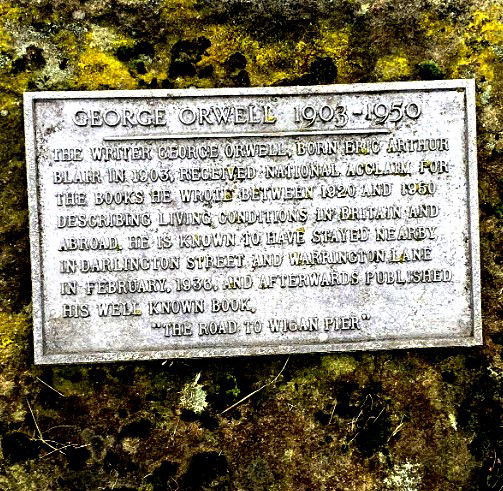 GEORGE ORWELL 1903-1950
THE WRITER GEORGE ORWELL, BORN ERIC ARTHUR
BLAIR IN 1903, RECEIVED NATIONAL ACCLAIM FOR
THE BOOKS HE WROTE BETWEEN 1920 AND 1950
DESCRIBING LIVING CONDITIONS IN BRITAIN AND
ABROAD. HE IS KNOWN TO HAVE STAYED NEARBY,
IN DARLINGTON STREET, AND WARRINGTON LANE
IN FEBRUARY, 1936, AND AFTERWARDS PUBLISHED
HIS WELL KNOWN BOOK,
"THE ROAD TO WIGAN PIER"